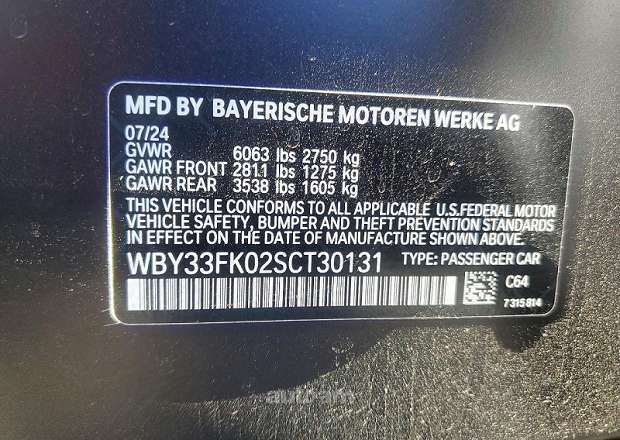 MFD BY BAYERISCHE MOTOREN WERKE AG
07/24
GVWR 6063 lbs 2750 kg
GAWR FRONT 2811 lbs 1275 kg
GAWR REAR 3538 lbs 1605 kg
THIS VEHICLE CONFORMS TO ALL APPLICABLE U.S.FEDERAL MOTOR
VEHICLE SAFETY, BUMPER AND THEFT PREVENTION STANDARDS
IN EFFECT ON THE DATE OF MANUFACTURE SHOWN ABOVE.
WBY33FK02SCT30131 TYPE: PASSENGER CAR
C64
7315814
autoam